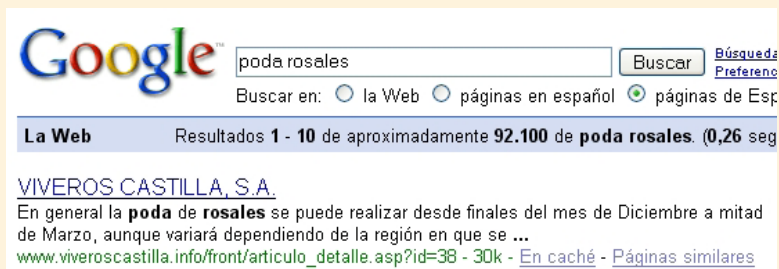 Google™ poda rosales Buscar Búsqueda
Preferenc
Buscar en: la Web páginas en español páginas de Esp
La Web Resultados 1 - 10 de aproximadamente 92.100 de poda rosales. (0,26 seg
VIVEROS CASTILLA, S.A.
En general la poda de rosales se puede realizar desde finales del mes de Diciembre a mitad
de Marzo, aunque variará dependiendo de la región en que se ...
www.viveroscastilla.info/front/articulo_detalle.asp?id=38 - 30k - En caché - Páginas similares